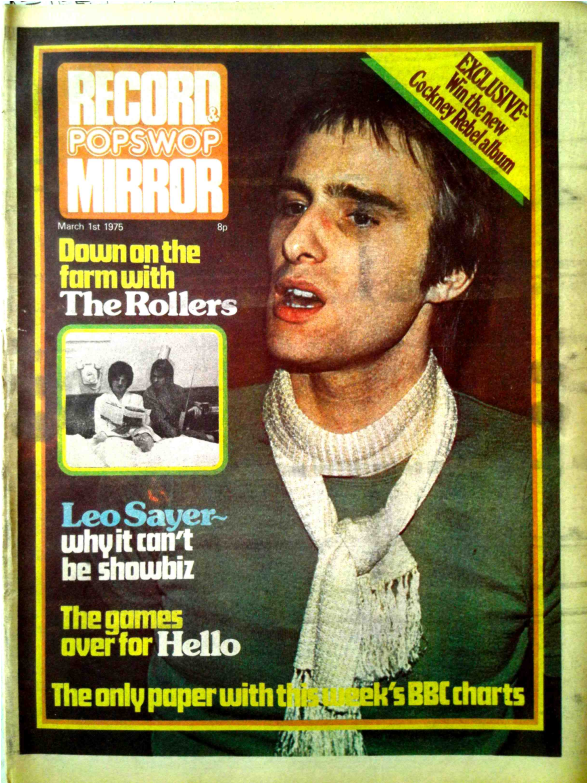 RECORD &
POPSWOP
MIRROR
March 1st 1975 8p
EXCLUSIVE-
Win the new
Cockney Rebel album
Down on the
farm with
The Rollers
Leo Sayer~
why it can't
be showbiz
The games
over for Hello
The only paper with this week's BBC charts